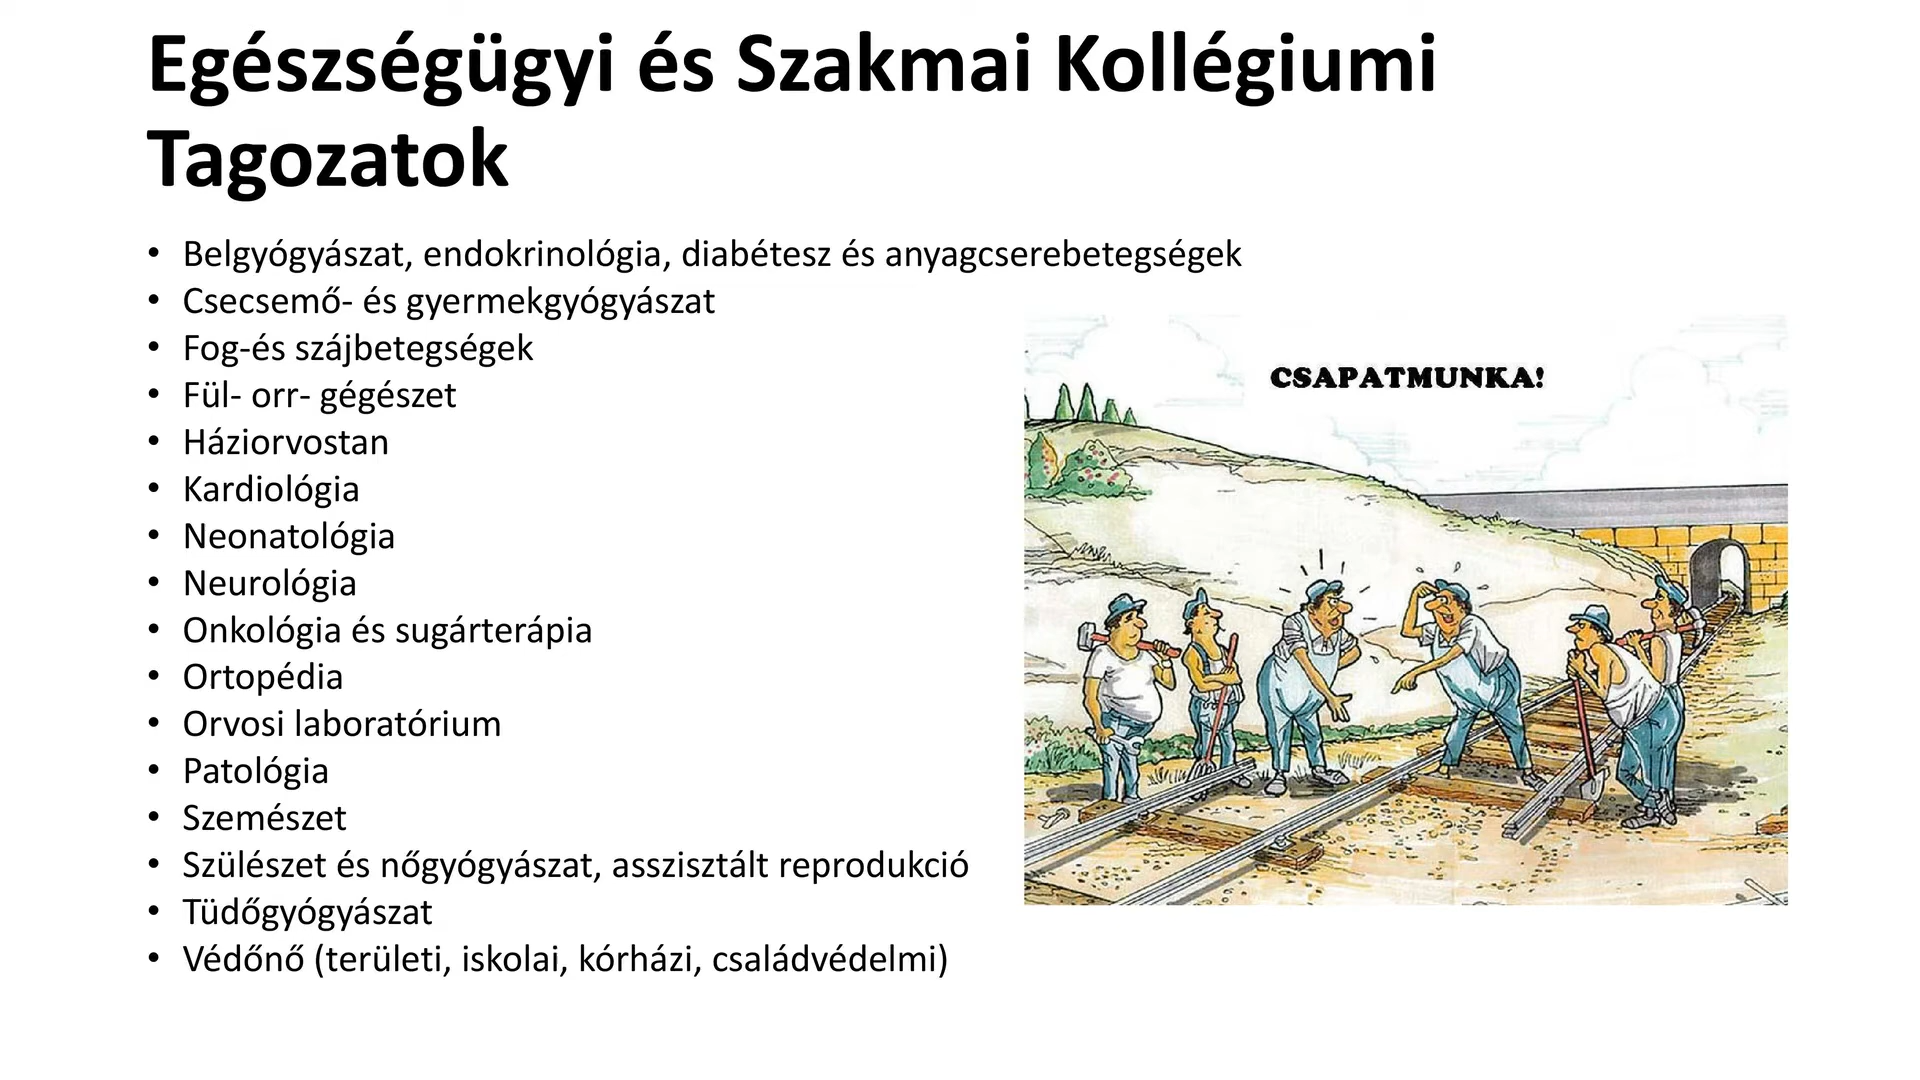 Egészségügyi és Szakmai Kollégiumi
Tagozatok
• Belgyógyászat, endokrinológia, diabétesz és anyagcserebetegségek
• Csecsemő- és gyermekgyógyászat
• Fog-és szájbetegségek
• Fül- orr- gégészet
• Háziorvostan
• Kardiológia
• Neonatológia
• Neurológia
• Onkológia és sugárterápia
• Ortopédia
• Orvosi laboratórium
• Patológia
• Szemészet
• Szülészet és nőgyógyászat, asszisztált reprodukció
• Tüdőgyógyászat
• Védőnő (területi, iskolai, kórházi, családvédelmi)
CSAPATMUNKA!